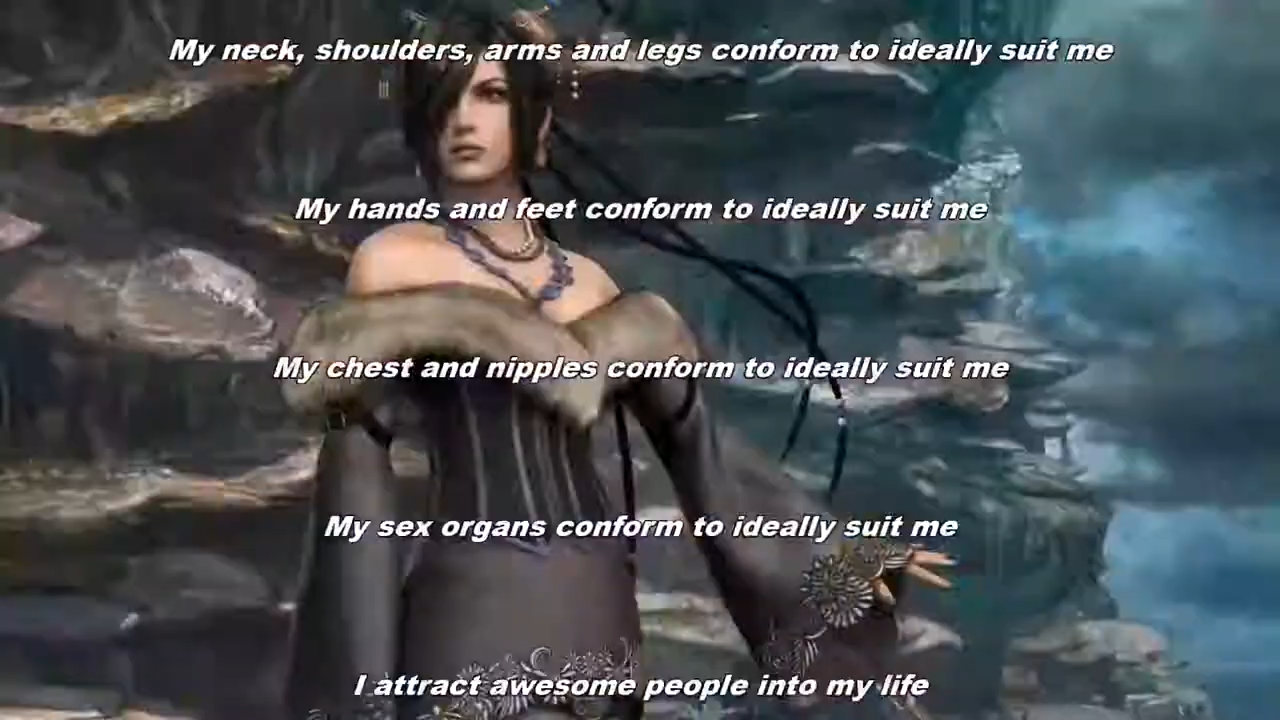 My neck, shoulders, arms and legs conform to ideally suit me
My hands and feet conform to ideally suit me
My chest and nipples conform to ideally suit me
My sex organs conform to ideally suit me
I attract awesome people into my life